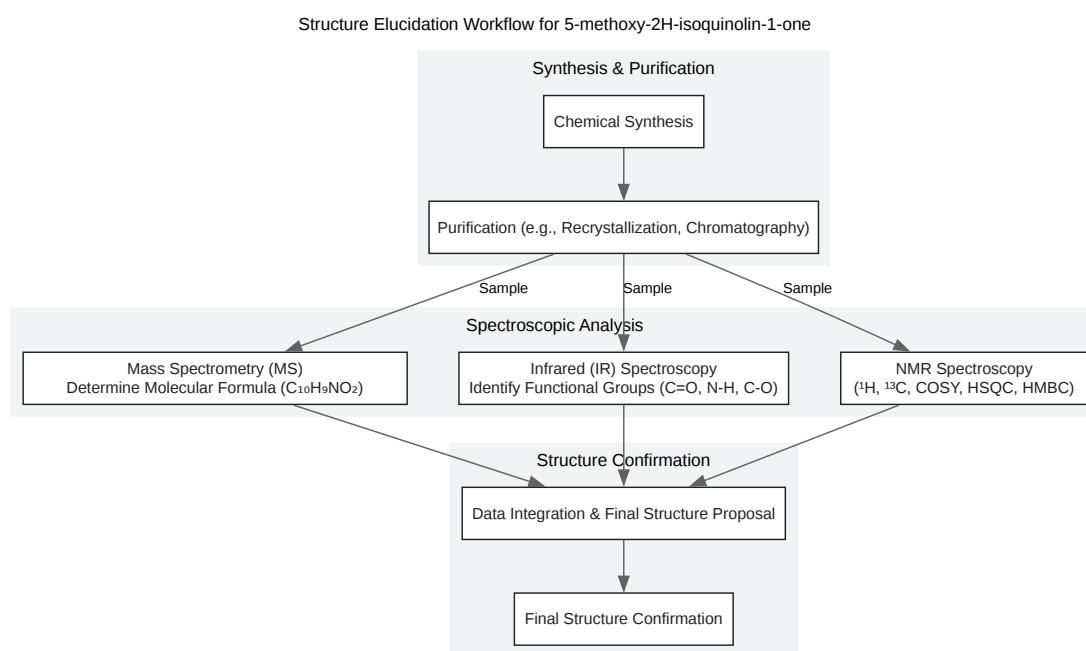 Structure Elucidation Workflow for 5-methoxy-2H-isoquinolin-1-one
Synthesis & Purification
Chemical Synthesis
Purification (e.g., Recrystallization, Chromatography)
Sample
Sample
Sample
Spectroscopic Analysis
Mass Spectrometry (MS)
Determine Molecular Formula (C₁₀H₉NO₂)
Infrared (IR) Spectroscopy
Identify Functional Groups (C=O, N-H, C-O)
NMR Spectroscopy
(¹H, ¹³C, COSY, HSQC, HMBC)
Structure Confirmation
Data Integration & Final Structure Proposal
Final Structure Confirmation